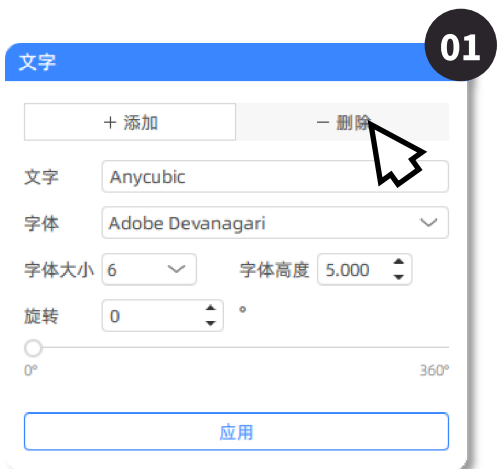 01
文字
+ 添加 − 删除
文字 Anycubic
字体 Adobe Devanagari
字体大小 6 字体高度 5.000
旋转 0 °
0° 360°
应用